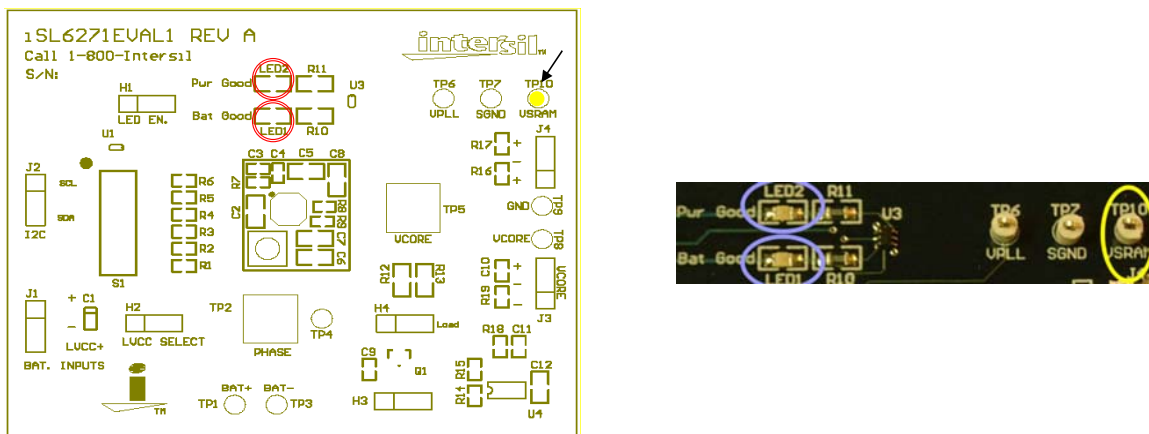 iSL6271EVAL1 REV A
Call 1-800-Intersil
S/N:
intersil TM
LED2 R11
Pwr Good
U3
H1
LED EN.
Bat Good
LED1 R10
TP6 TP7 TP10
VPLL SGND VSRAM
U1
J2
SCL
SDA
I2C
S1
R6
R5
R4
R3
R2
R1
C3 C4 C5 C8
R7
C2
R8
R9
C7
C6
TP5
VCORE
R17 + J4
-
R16 -
+
GND TP9
VCORE TP8
C10 + VCORE
-
R19 -
J3
R12 R13
J1
+ C1
-
LVCC+
BAT. INPUTS
H2
LVCC SELECT
TP2
PHASE
TP4
H4 Load
R18 C11
C9
Q1
R15
R14
C12
U4
H3
TM
BAT+ BAT-
TP1 TP3
LED2 R11
Pwr Good U3
Bat Good
LED1 R10
TP6 TP7 TP10
VPLL SGND VSRAM